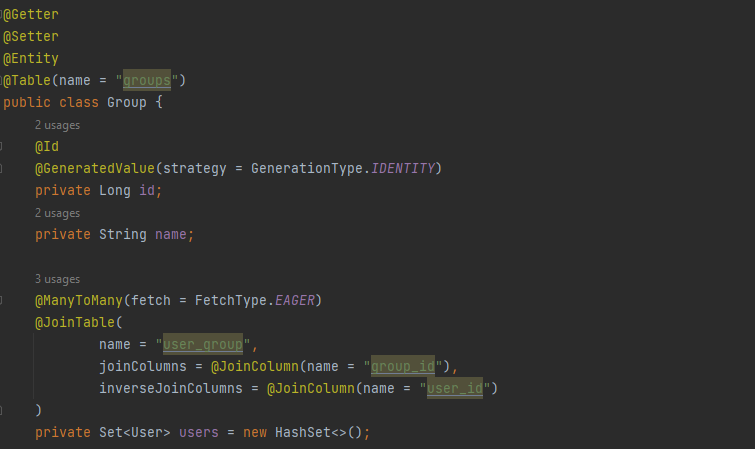 @Getter
@Setter
@Entity
@Table(name = "groups")
public class Group {
2 usages
@Id
@GeneratedValue(strategy = GenerationType.IDENTITY)
private Long id;
2 usages
private String name;
3 usages
@ManyToMany(fetch = FetchType.EAGER)
@JoinTable(
name = "user_group",
joinColumns = @JoinColumn(name = "group_id"),
inverseJoinColumns = @JoinColumn(name = "user_id")
)
private Set<User> users = new HashSet<>();